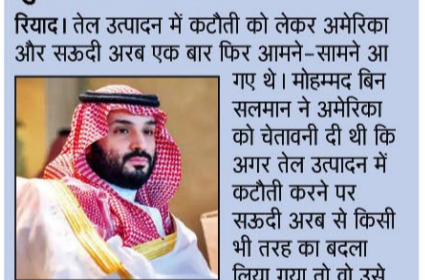 रियाद। तेल उत्पादन में कटौती को लेकर अमेरिका
और सऊदी अरब एक बार फिर आमने-सामने आ
गए थे। मोहम्मद बिन
सलमान ने अमेरिका
को चेतावनी दी थी कि
अगर तेल उत्पादन में
कटौती करने पर
सऊदी अरब से किसी
भी तरह का बदला
लिया गया तो वो उसे